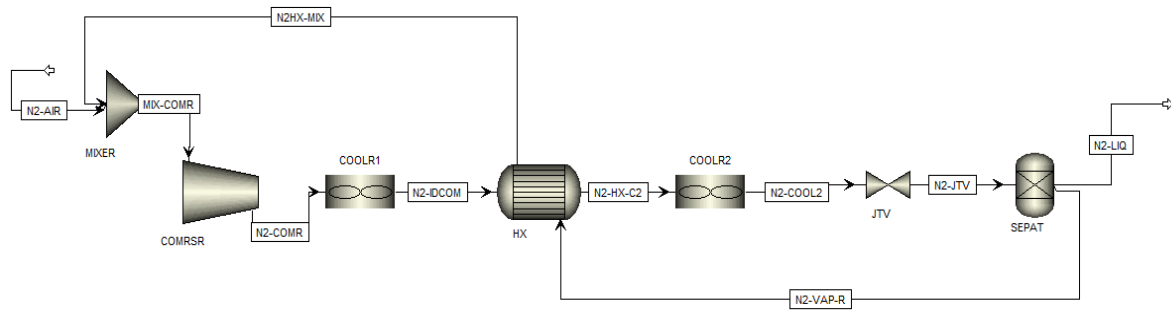 N2HX-MIX
N2-AIR
MIX-COMR
MIXER
COMRSR
N2-COMR
COOLR1
N2-IDCOM
HX
N2-HX-C2
COOLR2
N2-COOL2
JTV
N2-JTV
SEPAT
N2-LIQ
N2-VAP-R